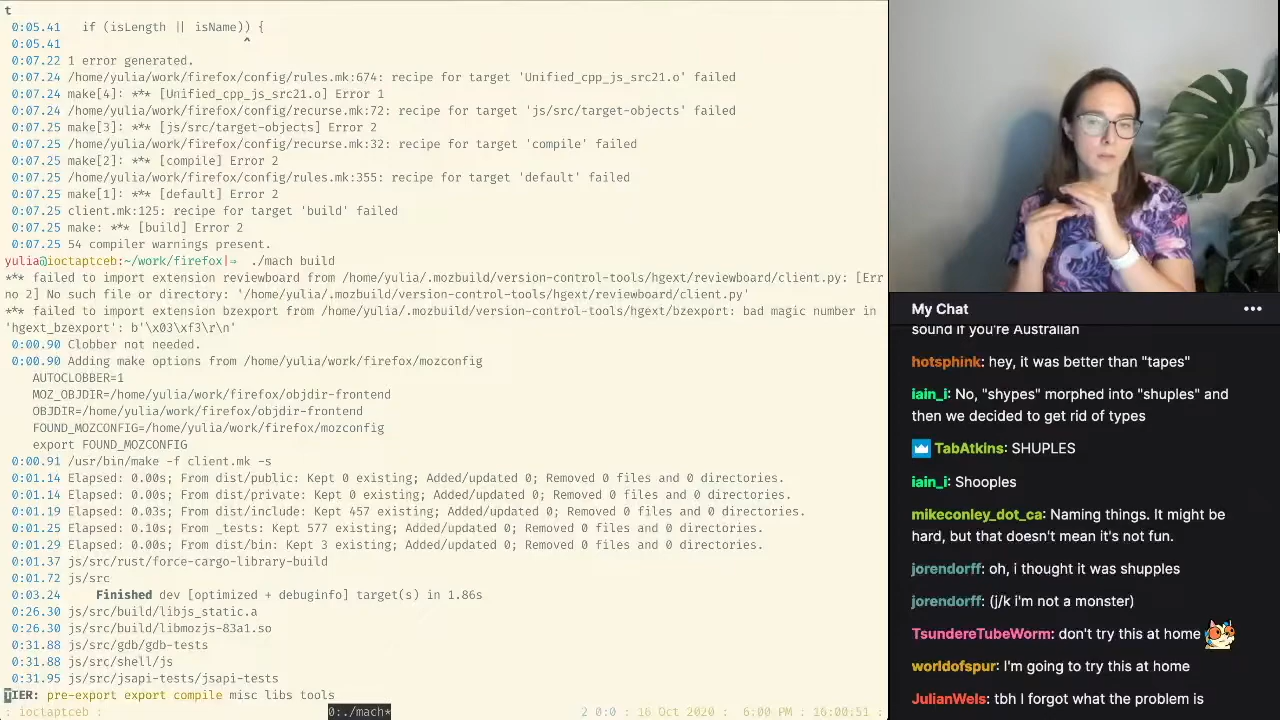 t
0:05.41   if (isLength || isName)) {
0:05.41                         ^
0:07.22 1 error generated.
0:07.24 /home/yulia/work/firefox/config/rules.mk:674: recipe for target 'Unified_cpp_js_src21.o' failed
0:07.24 make[4]: *** [Unified_cpp_js_src21.o] Error 1
0:07.24 /home/yulia/work/firefox/config/recurse.mk:72: recipe for target 'js/src/target-objects' failed
0:07.25 make[3]: *** [js/src/target-objects] Error 2
0:07.25 /home/yulia/work/firefox/config/recurse.mk:32: recipe for target 'compile' failed
0:07.25 make[2]: *** [compile] Error 2
0:07.25 /home/yulia/work/firefox/config/rules.mk:355: recipe for target 'default' failed
0:07.25 make[1]: *** [default] Error 2
0:07.25 client.mk:125: recipe for target 'build' failed
0:07.25 make: *** [build] Error 2
0:07.25 54 compiler warnings present.
yulia@ioctaptceb:~/work/firefox|⇒  ./mach build
*** failed to import extension reviewboard from /home/yulia/.mozbuild/version-control-tools/hgext/reviewboard/client.py: [Err
no 2] No such file or directory: '/home/yulia/.mozbuild/version-control-tools/hgext/reviewboard/client.py'
*** failed to import extension bzexport from /home/yulia/.mozbuild/version-control-tools/hgext/bzexport: bad magic number in
'hgext_bzexport': b'\x03\xf3\r\n'
0:00.90 Clobber not needed.
0:00.90 Adding make options from /home/yulia/work/firefox/mozconfig
AUTOCLOBBER=1
MOZ_OBJDIR=/home/yulia/work/firefox/objdir-frontend
OBJDIR=/home/yulia/work/firefox/objdir-frontend
FOUND_MOZCONFIG=/home/yulia/work/firefox/mozconfig
export FOUND_MOZCONFIG
0:00.91 /usr/bin/make -f client.mk -s
0:01.14 Elapsed: 0.00s; From dist/public: Kept 0 existing; Added/updated 0; Removed 0 files and 0 directories.
0:01.14 Elapsed: 0.00s; From dist/private: Kept 0 existing; Added/updated 0; Removed 0 files and 0 directories.
0:01.19 Elapsed: 0.03s; From dist/include: Kept 457 existing; Added/updated 0; Removed 0 files and 0 directories.
0:01.25 Elapsed: 0.10s; From _tests: Kept 577 existing; Added/updated 0; Removed 0 files and 0 directories.
0:01.29 Elapsed: 0.00s; From dist/bin: Kept 3 existing; Added/updated 0; Removed 0 files and 0 directories.
0:01.37 js/src/rust/force-cargo-library-build
0:01.72 js/src
0:03.24     Finished dev [optimized + debuginfo] target(s) in 1.86s
0:26.30 js/src/build/libjs_static.a
0:26.30 js/src/build/libmozjs-83a1.so
0:31.88 js/src/gdb/gdb-tests
0:31.88 js/src/shell/js
0:31.95 js/src/jsapi-tests/jsapi-tests
TIER: pre-export export compile misc libs tools
: ioctaptceb : 0:./mach* 2 0:0 : 16 Oct 2020 : 6:00 PM : 16:00:51 :
My Chat
sound if you're Australian
hotsphink: hey, it was better than "tapes"
iain_i: No, "shypes" morphed into "shuples" and
then we decided to get rid of types
TabAtkins: SHUPLES
iain_i: Shooples
mikeconley_dot_ca: Naming things. It might be
hard, but that doesn't mean it's not fun.
jorendorff: oh, i thought it was shupples
jorendorff: (j/k i'm not a monster)
TsundereTubeWorm: don't try this at home
worldofspur: I'm going to try this at home
JulianWels: tbh I forgot what the problem is